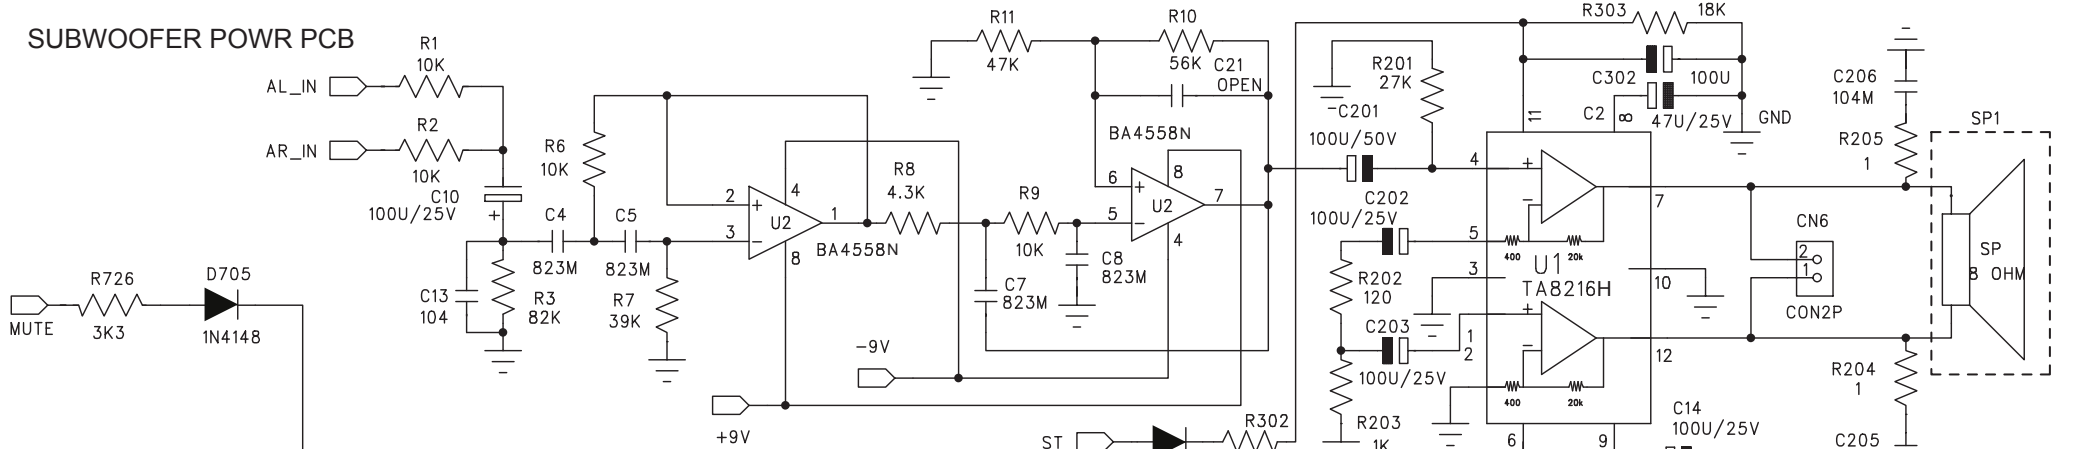 SUBWOOFER POWR PCB
R1
10K
AL_IN
R2
10K
AR_IN
C10
100U/25V
+
R6
10K
C4
823M
C5
823M
C13
104
R3
82K
R7
39K
R726
3K3
MUTE
D705
1N4148
2
3
4
1
8
+
-
U2
BA4558N
R8
4.3K
R9
10K
C7
823M
C8
823M
-9V
+9V
R11
47K
R10
56K
C21
OPEN
BA4558N
6
5
8
7
4
+
-
U2
ST
R302
R201
27K
C201
100U/50V
C202
100U/25V
R202
120
C203
100U/25V
R203
1K
R303
18K
C302
100U
C2
47U/25V
GND
11
8
4
5
3
1
2
7
10
12
6
9
+
-
400
20k
U1
TA8216H
+
-
400
20k
C14
100U/25V
C206
104M
R205
1
CN6
2
1
CON2P
R204
1
C205
SP1
SP
8 OHM